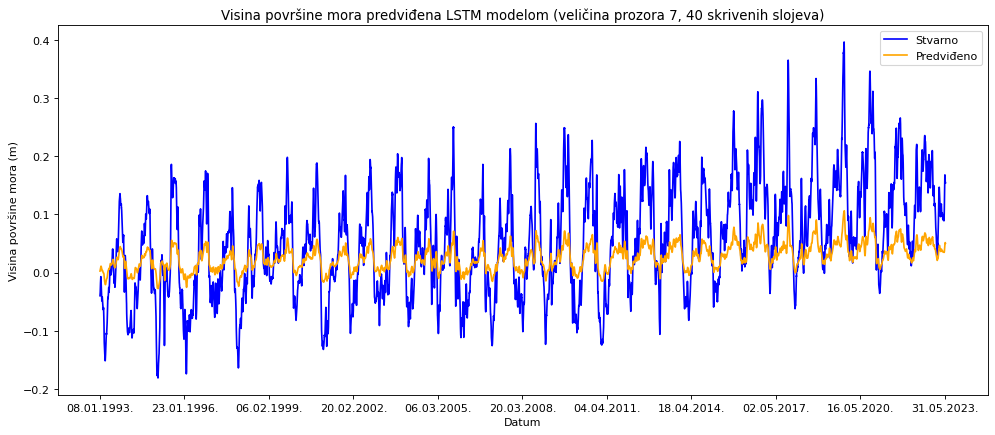 Visina površine mora predviđena LSTM modelom (veličina prozora 7, 40 skrivenih slojeva)
Stvarno
Predviđeno
Visina površine mora (m)
0.4
0.3
0.2
0.1
0.0
−0.1
−0.2
08.01.1993. 23.01.1996. 06.02.1999. 20.02.2002. 06.03.2005. 20.03.2008. 04.04.2011. 18.04.2014. 02.05.2017. 16.05.2020. 31.05.2023.
Datum